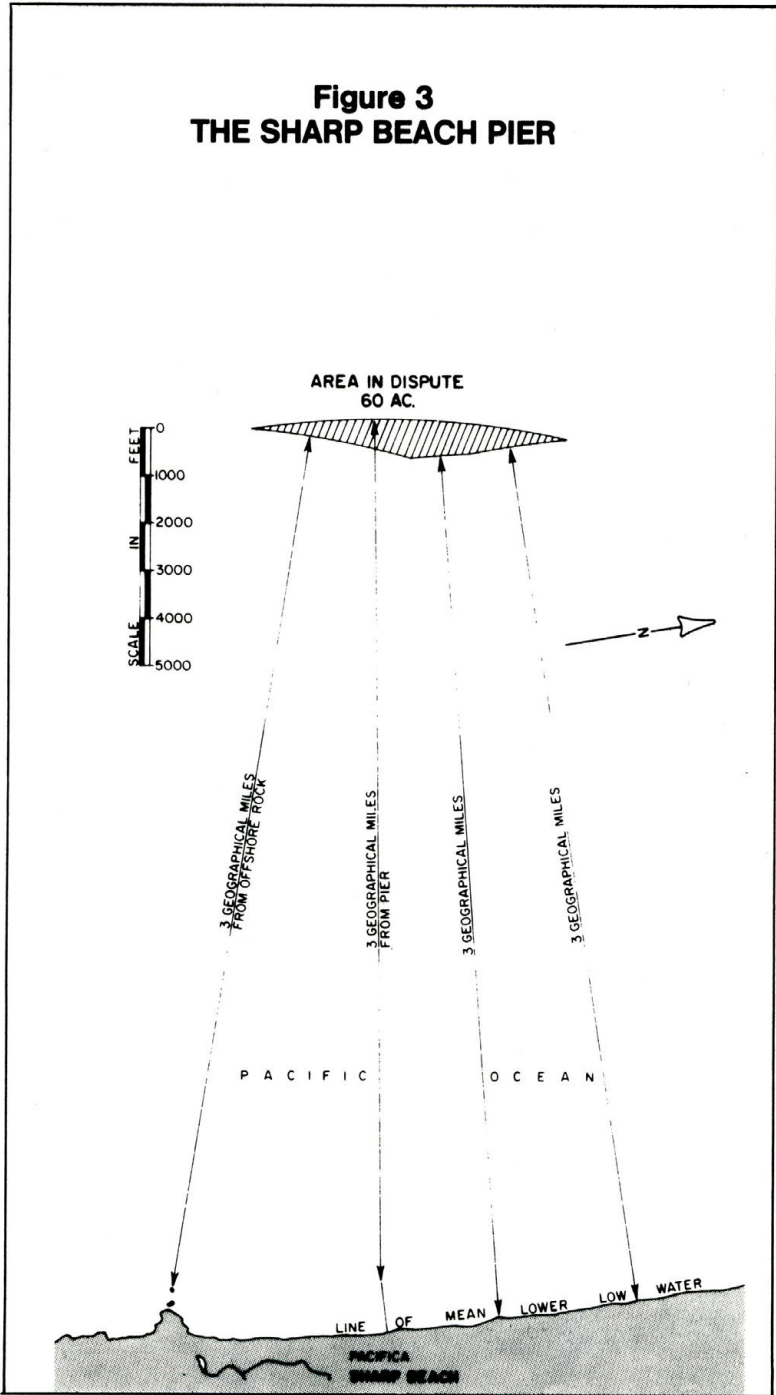 Figure 3
THE SHARP BEACH PIER
AREA IN DISPUTE
60 AC.
SCALE IN FEET
0
1000
2000
3000
4000
5000
N
3 GEOGRAPHICAL MILES
FROM OFFSHORE ROCK
3 GEOGRAPHICAL MILES
FROM PIER
3 GEOGRAPHICAL MILES
3 GEOGRAPHICAL MILES
PACIFIC OCEAN
LINE OF MEAN LOWER LOW WATER
PACIFICA
SHARP BEACH